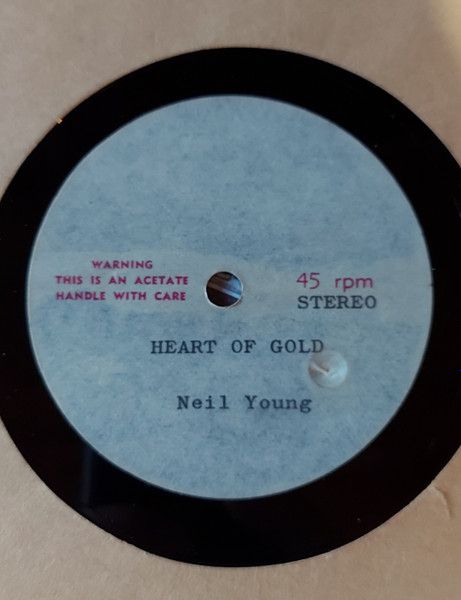 WARNING
THIS IS AN ACETATE
HANDLE WITH CARE
45 rpm
STEREO
HEART OF GOLD
Neil Young